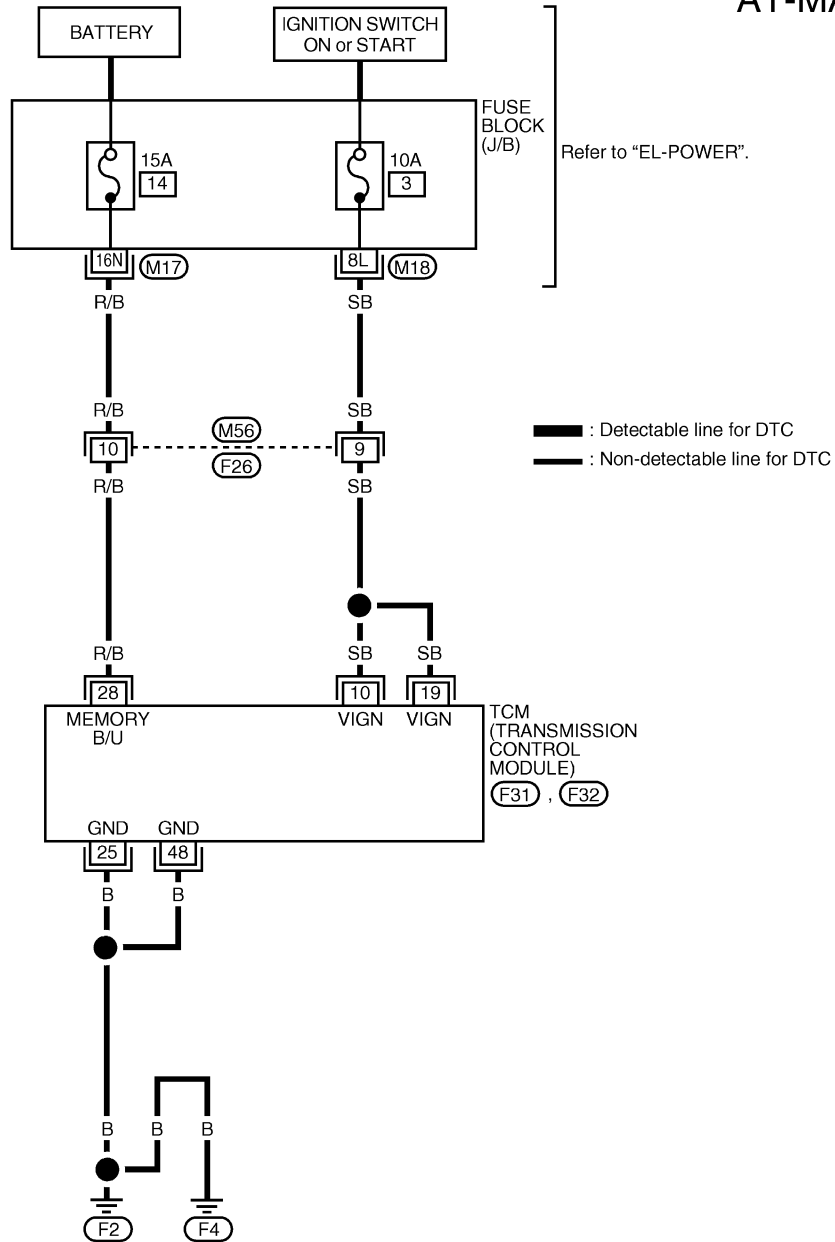 AT-MA
BATTERY
IGNITION SWITCH
ON or START
FUSE
BLOCK
(J/B)
Refer to “EL-POWER”.
15A
14
10A
3
16N
M17
8L
M18
R/B
SB
R/B
SB
M56
10
9
F26
R/B
SB
: Detectable line for DTC
: Non-detectable line for DTC
R/B
SB
SB
28
10
19
MEMORY
B/U
VIGN
VIGN
TCM
(TRANSMISSION
CONTROL
MODULE)
F31 , F32
GND
GND
25
48
B
B
B
B
B
F2
F4